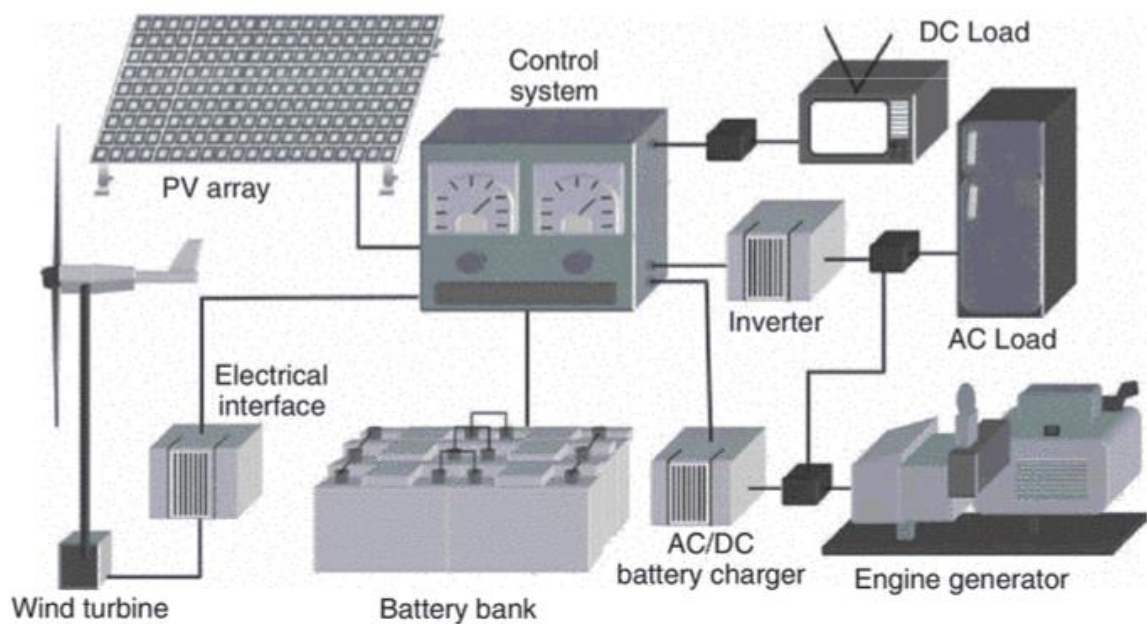 DC Load
Control
system
PV array
Inverter
AC Load
Electrical
interface
AC/DC
battery charger
Engine generator
Wind turbine
Battery bank